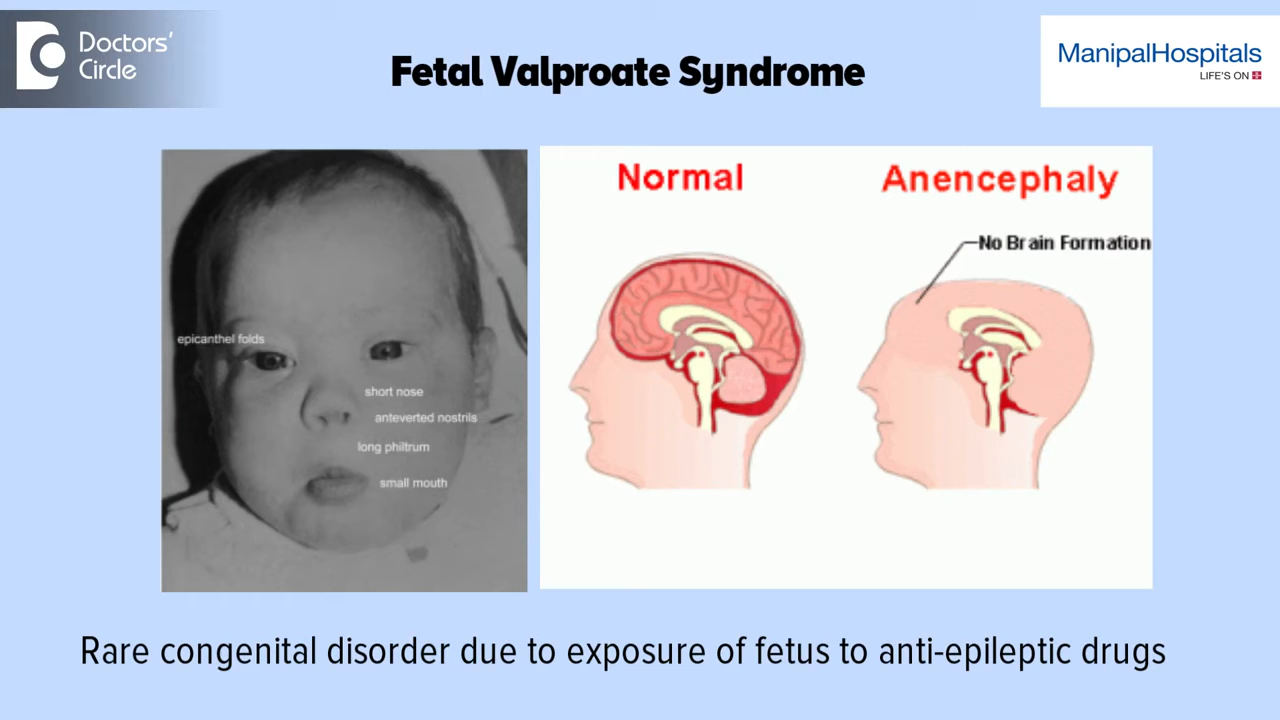 Doctors'
Circle
Fetal Valproate Syndrome
ManipalHospitals
LIFE'S ON
epicanthel folds
short nose
anteverted nostrils
long philtrum
small mouth
Normal
Anencephaly
No Brain Formation
Rare congenital disorder due to exposure of fetus to anti-epileptic drugs